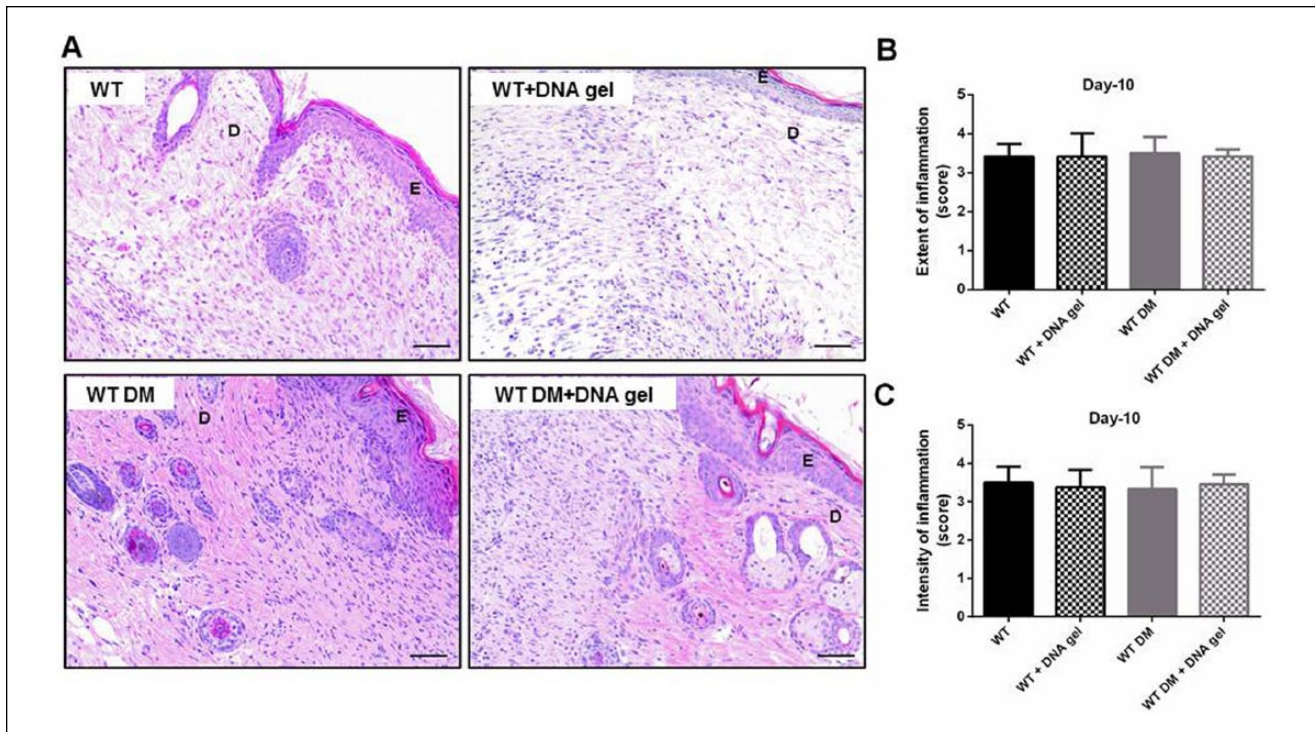 A
WT
D
E
WT+DNA gel
E
D
WT DM
D
E
WT DM+DNA gel
E
D
B
Day-10
Extent of inflammation
(score)
5
4
3
2
1
0
WT
WT + DNA gel
WT DM
WT DM + DNA gel
C
Day-10
Intensity of inflammation
(score)
5
4
3
2
1
0
WT
WT + DNA gel
WT DM
WT DM + DNA gel